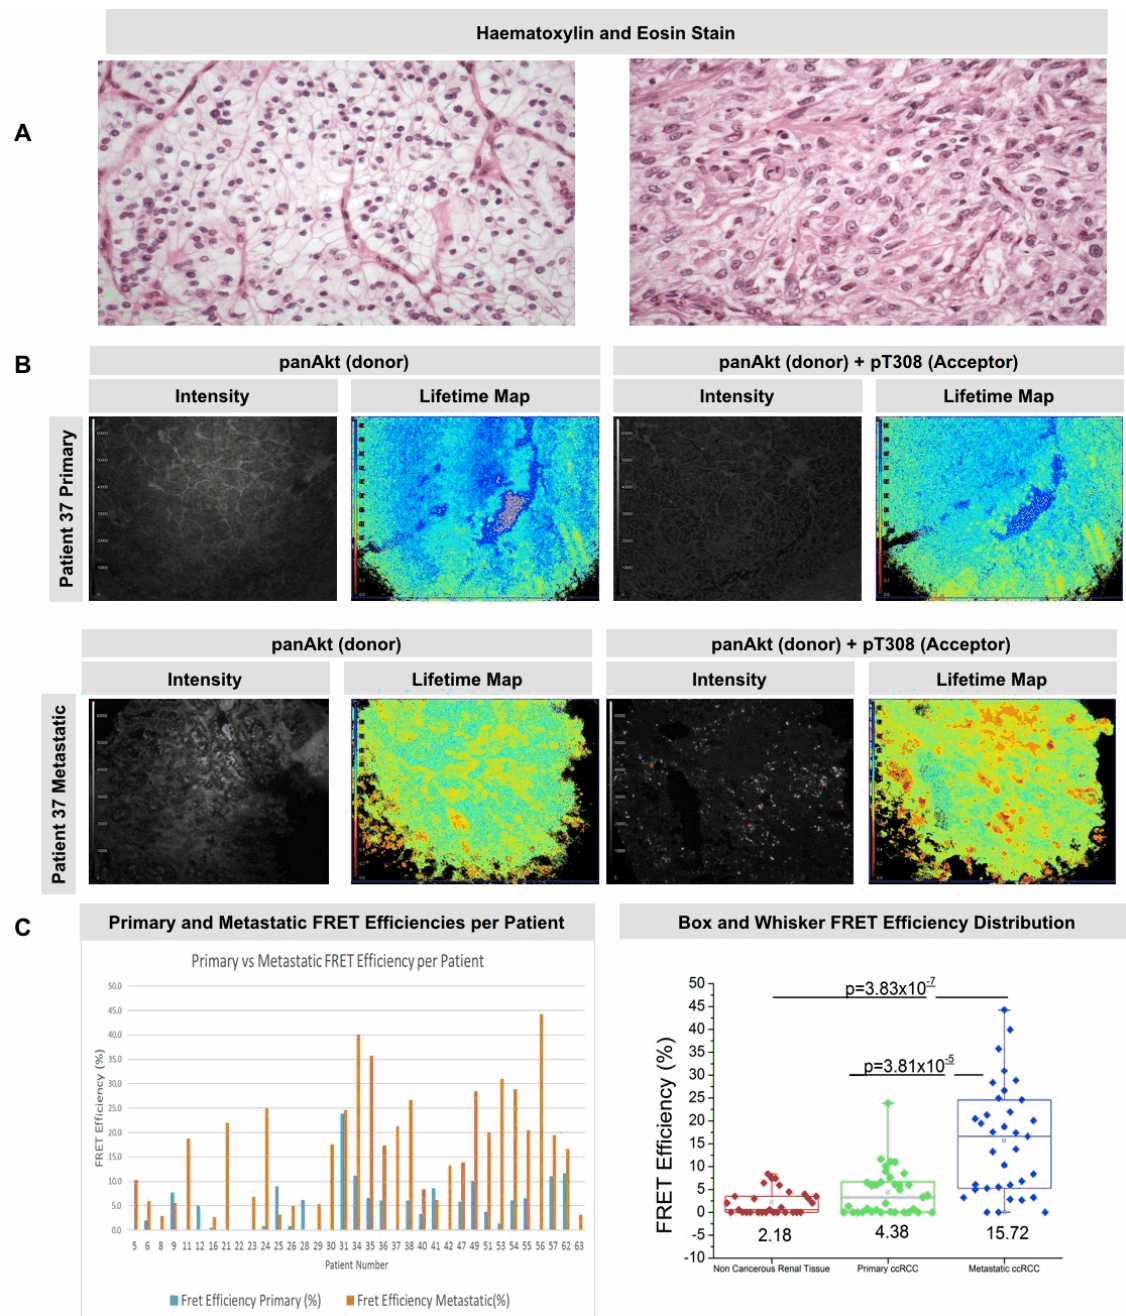 Haematoxylin and Eosin Stain
A
B
panAkt (donor)
panAkt (donor) + pT308 (Acceptor)
Intensity
Lifetime Map
Intensity
Lifetime Map
Patient 37 Primary
panAkt (donor)
panAkt (donor) + pT308 (Acceptor)
Intensity
Lifetime Map
Intensity
Lifetime Map
Patient 37 Metastatic
C
Primary and Metastatic FRET Efficiencies per Patient
Primary vs Metastatic FRET Efficiency per Patient
FRET Efficiency (%)
50.0
45.0
40.0
35.0
30.0
25.0
20.0
15.0
10.0
5.0
0.0
5 6 8 9 11 12 16 21 22 23 24 25 26 28 29 30 31 34 35 36 37 38 40 41 42 47 49 51 53 54 55 56 57 62 63
Patient Number
Fret Efficiency Primary (%) Fret Efficiency Metastatic(%)
Box and Whisker FRET Efficiency Distribution
FRET Efficiency (%)
50
45
40
35
30
25
20
15
10
5
0
-5
-10
p=3.83x10-7
p=3.81x10-5
2.18 4.38 15.72
Non Cancerous Renal Tissue Primary ccRCC Metastatic ccRCC